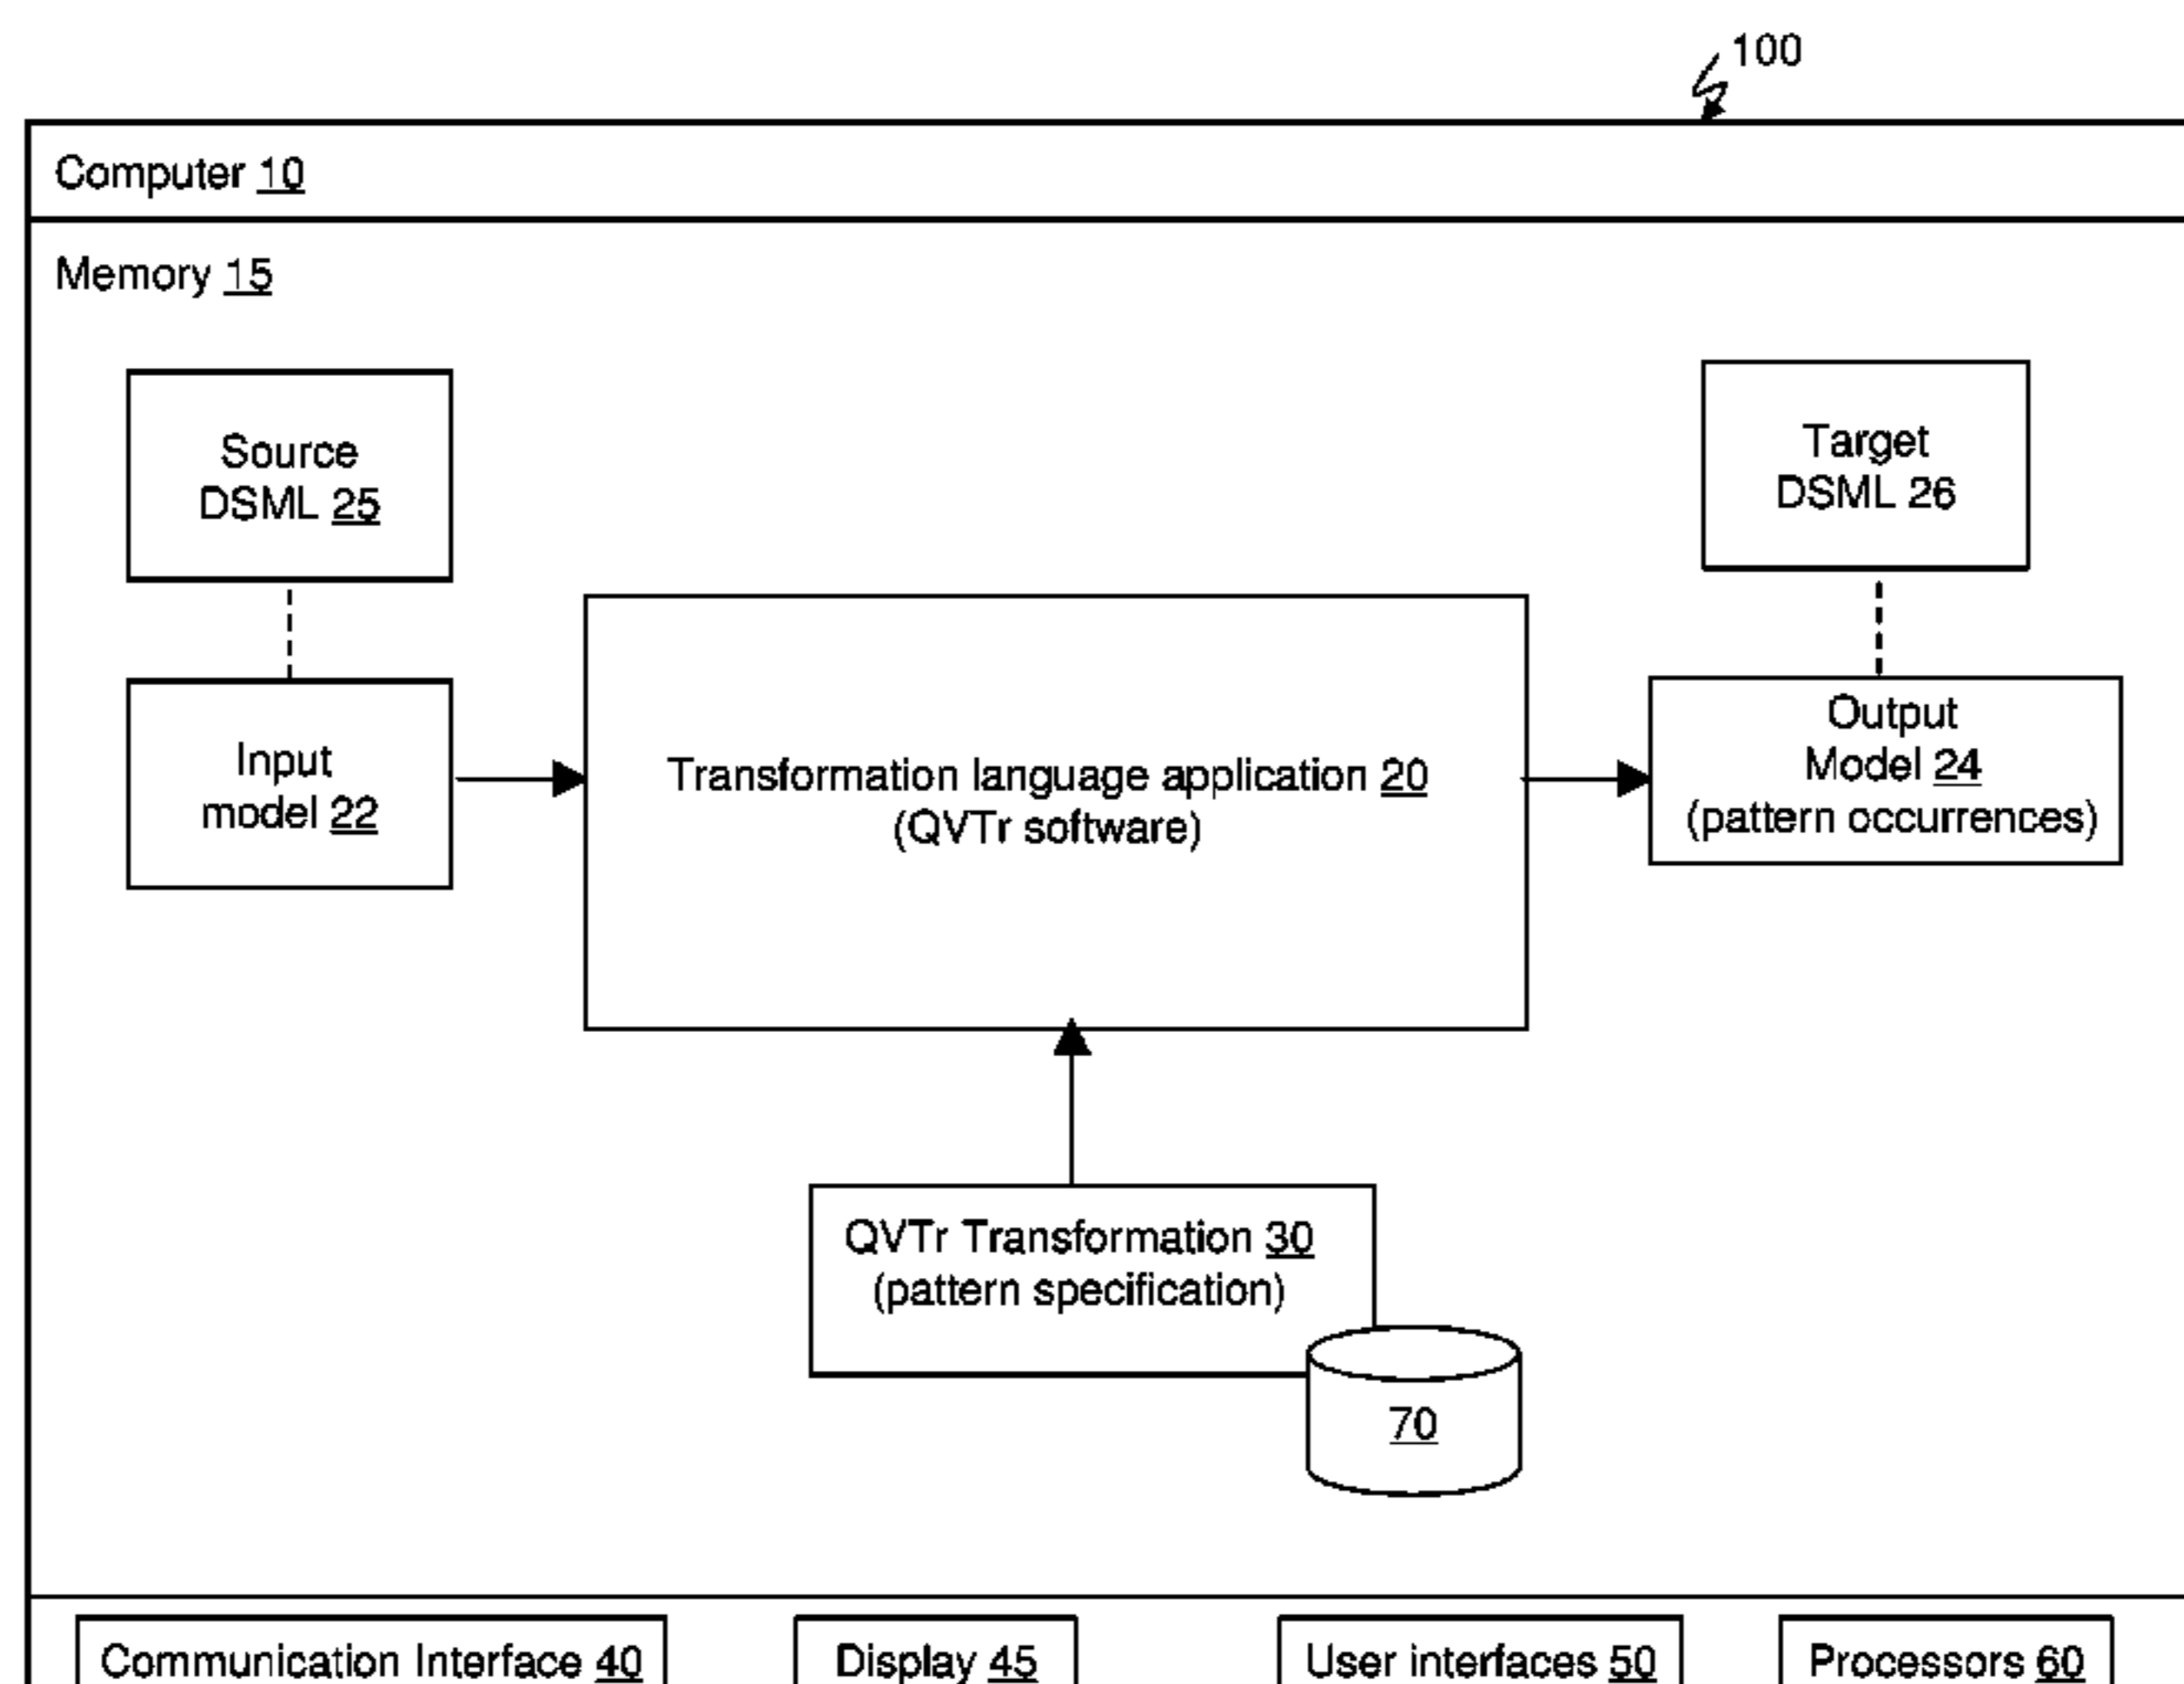 100
Computer 10
Memory 15
Source
DSML 25
Target
DSML 26
Input
model 22
Transformation language application 20
(QVTr software)
Output
Model 24
(pattern occurrences)
QVTr Transformation 30
(pattern specification)
70
Communication Interface 40
Display 45
User interfaces 50
Processors 60